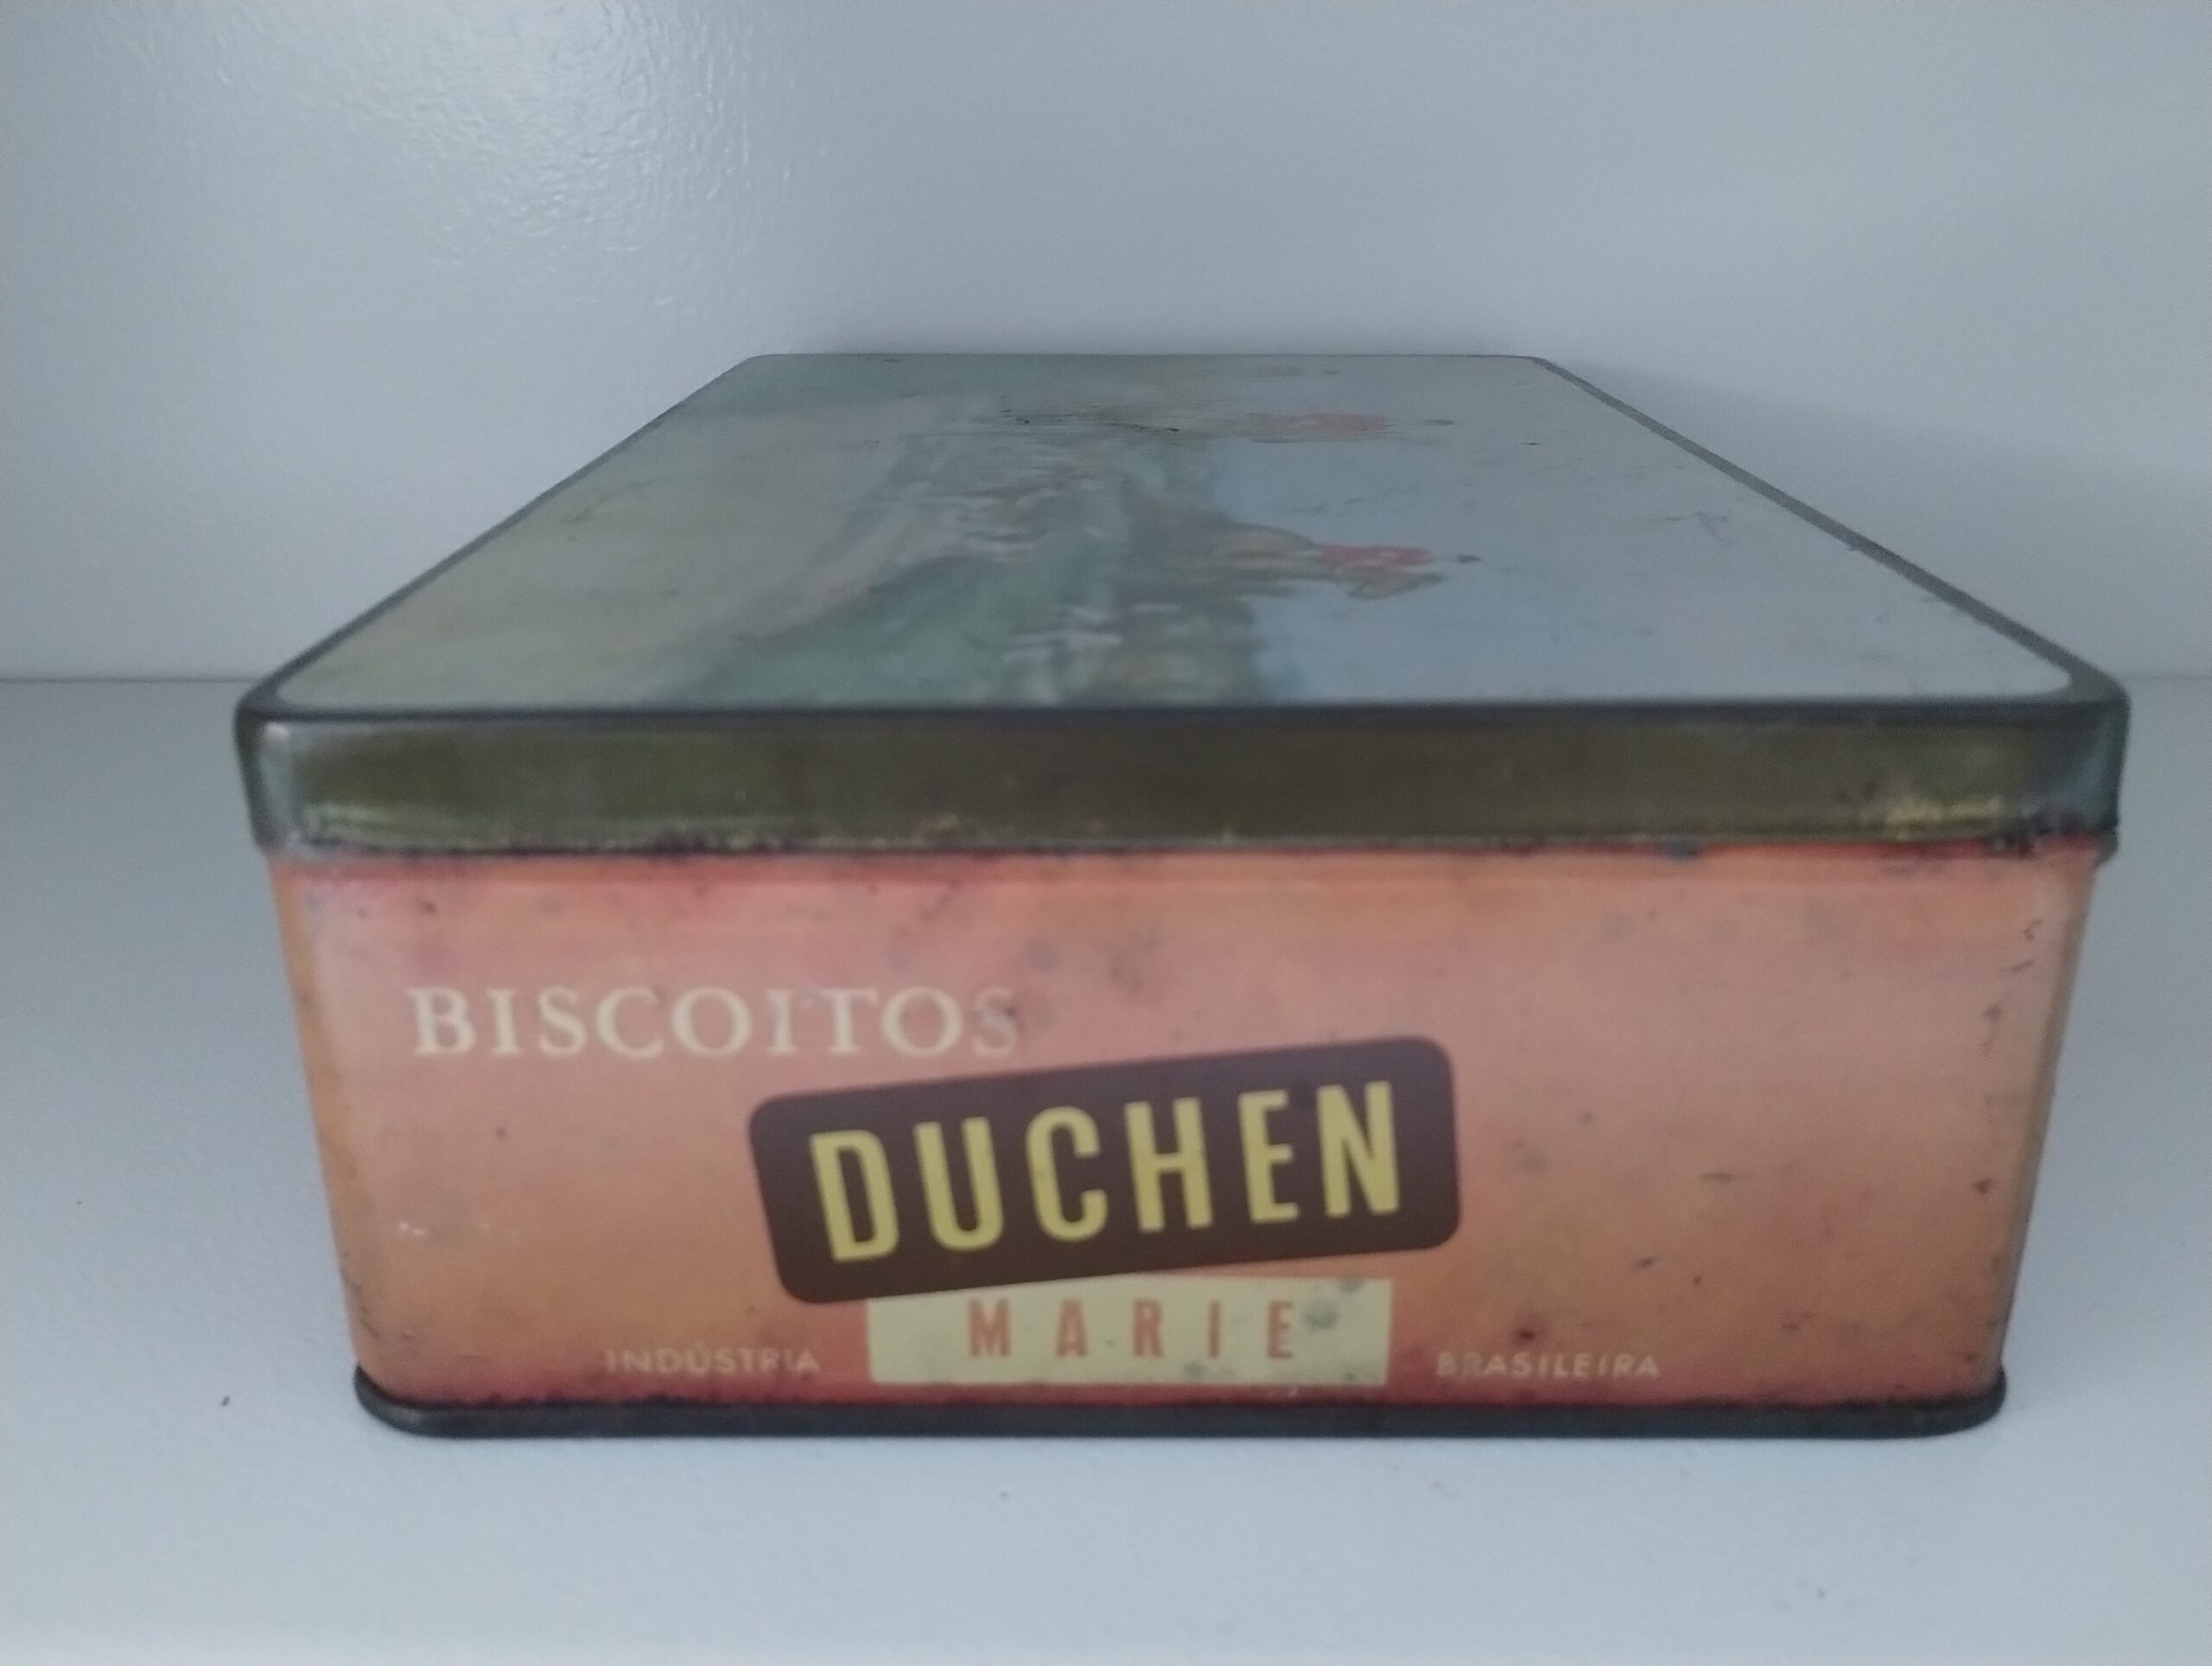 BISCOITOS
DUCHEN
MARIE
INDÚSTRIA BRASILEIRA